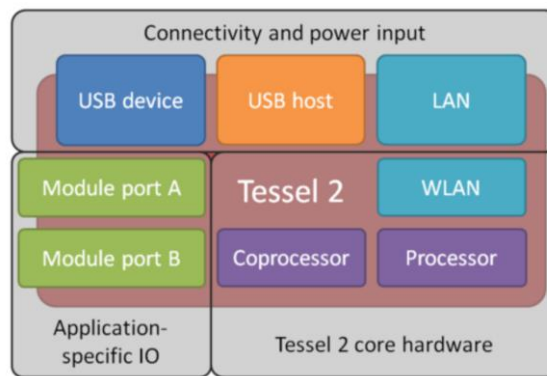 Connectivity and power input
USB device
USB host
LAN
Module port A
Tessel 2
WLAN
Module port B
Coprocessor
Processor
Application-
specific IO
Tessel 2 core hardware